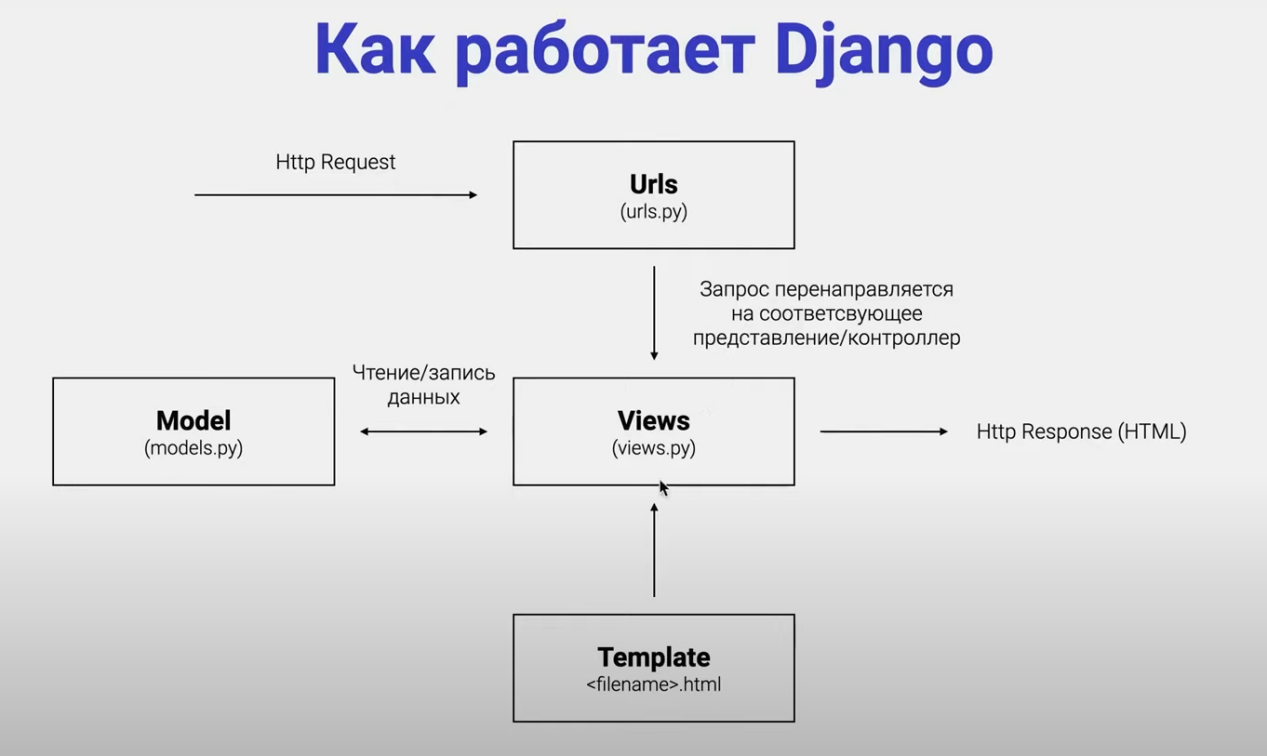 Как работает Django
Http Request
Urls
(urls.py)
Запрос перенаправляется
на соответсвующее
представление/контроллер
Чтение/запись
данных
Model
(models.py)
Views
(views.py)
Http Response (HTML)
Template
<filename>.html